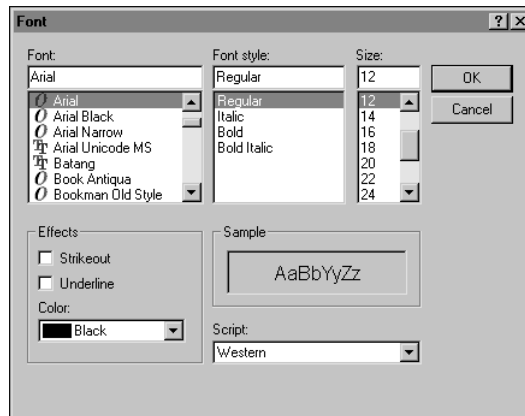 Font
Font:
Arial
Arial
Arial Black
Arial Narrow
Arial Unicode MS
Batang
Book Antiqua
Bookman Old Style
Font style:
Regular
Regular
Italic
Bold
Bold Italic
Size:
12
12
14
16
18
20
22
24
OK
Cancel
Effects
Strikeout
Underline
Color:
Black
Sample
AaBbYyZz
Script:
Western